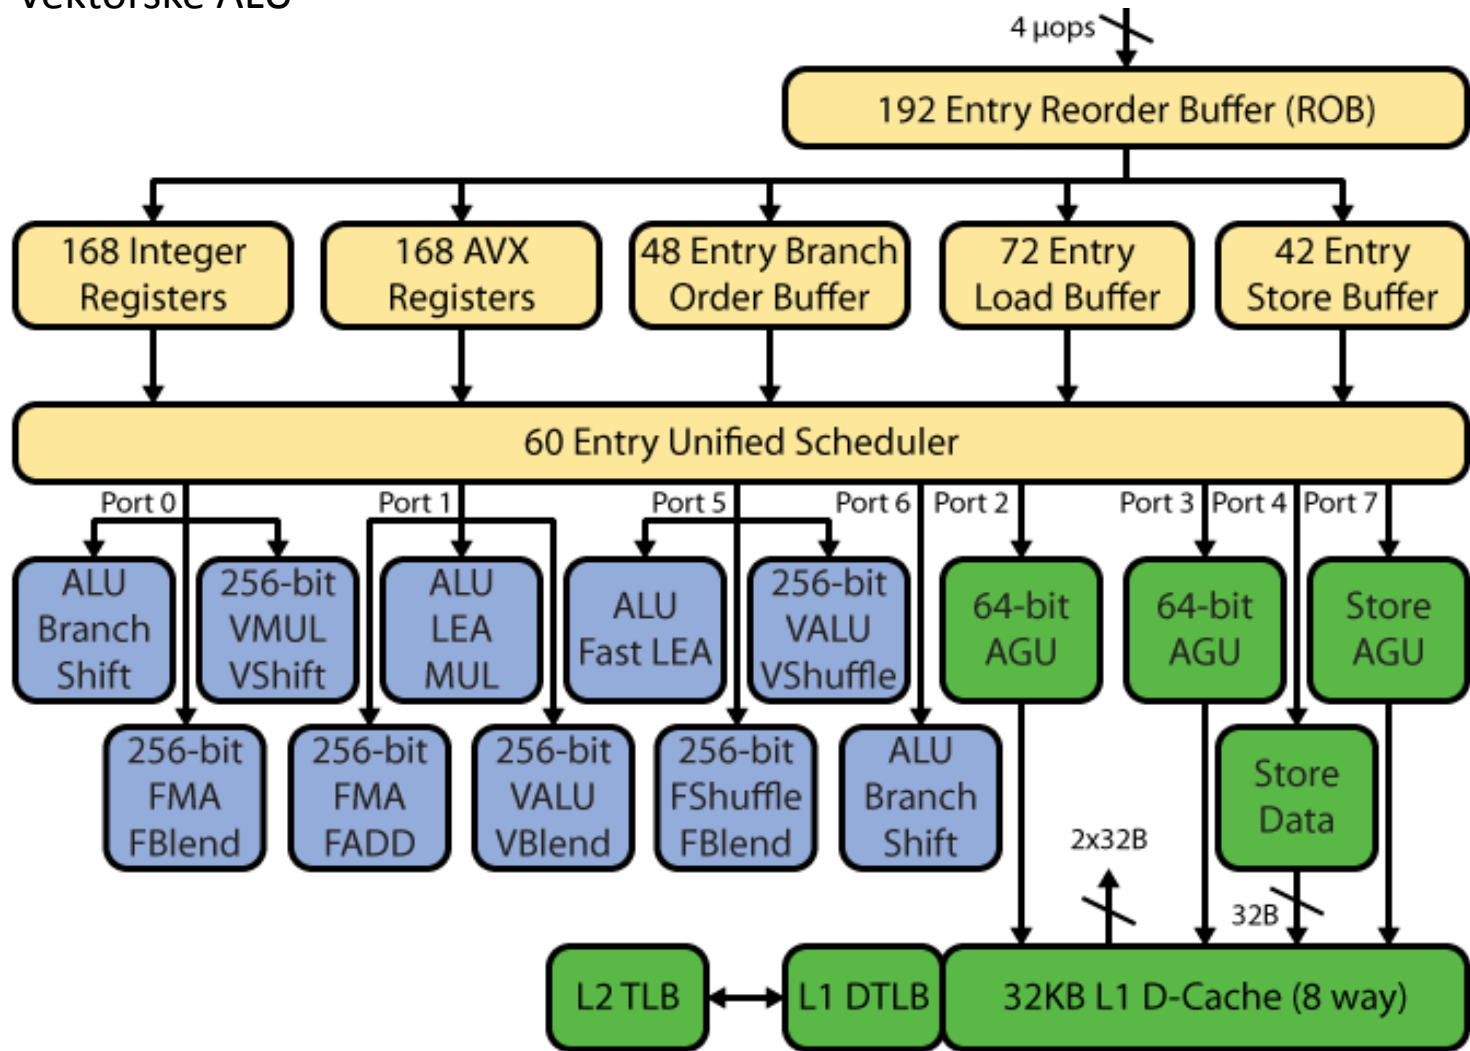 Vektorske ALU
4 μops
192 Entry Reorder Buffer (ROB)
168 Integer
Registers
168 AVX
Registers
48 Entry Branch
Order Buffer
72 Entry
Load Buffer
42 Entry
Store Buffer
60 Entry Unified Scheduler
Port 0
Port 1
Port 5
Port 6
Port 2
Port 3
Port 4
Port 7
ALU
Branch
Shift
256-bit
VMUL
VShift
ALU
LEA
MUL
ALU
Fast LEA
256-bit
VALU
VShuffle
64-bit
AGU
64-bit
AGU
Store
AGU
256-bit
FMA
FBlend
256-bit
FMA
FADD
256-bit
VALU
VBlend
256-bit
FShuffle
FBlend
ALU
Branch
Shift
Store
Data
2x32B
32B
L2 TLB
L1 DTLB
32KB L1 D-Cache (8 way)